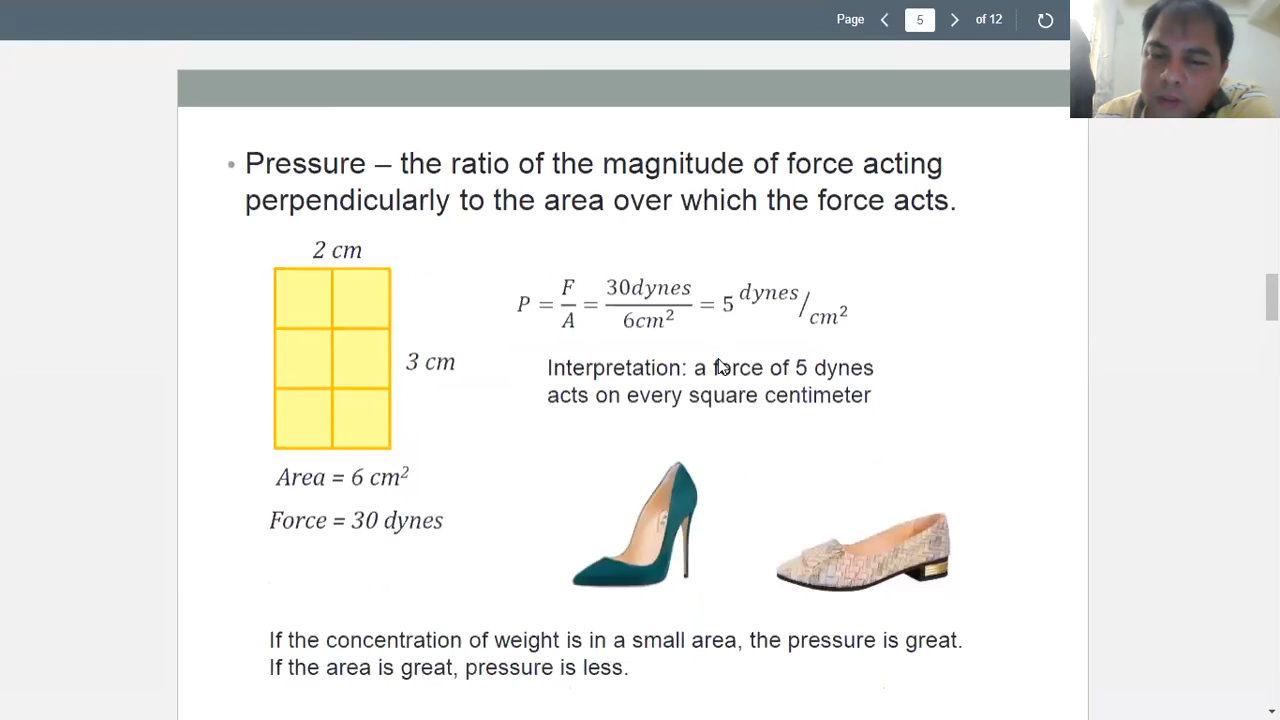 Page 5 of 12
• Pressure – the ratio of the magnitude of force acting
perpendicularly to the area over which the force acts.
2 cm
P = F/A = 30dynes/6cm² = 5 dynes/cm²
3 cm
Interpretation: a force of 5 dynes
acts on every square centimeter
Area = 6 cm²
Force = 30 dynes
If the concentration of weight is in a small area, the pressure is great.
If the area is great, pressure is less.